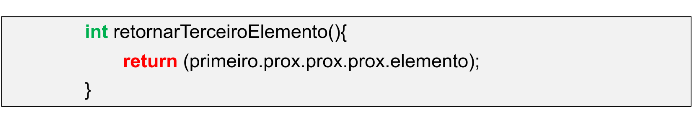 int retornarTerceiroElemento(){
return (primeiro.prox.prox.prox.elemento);
}